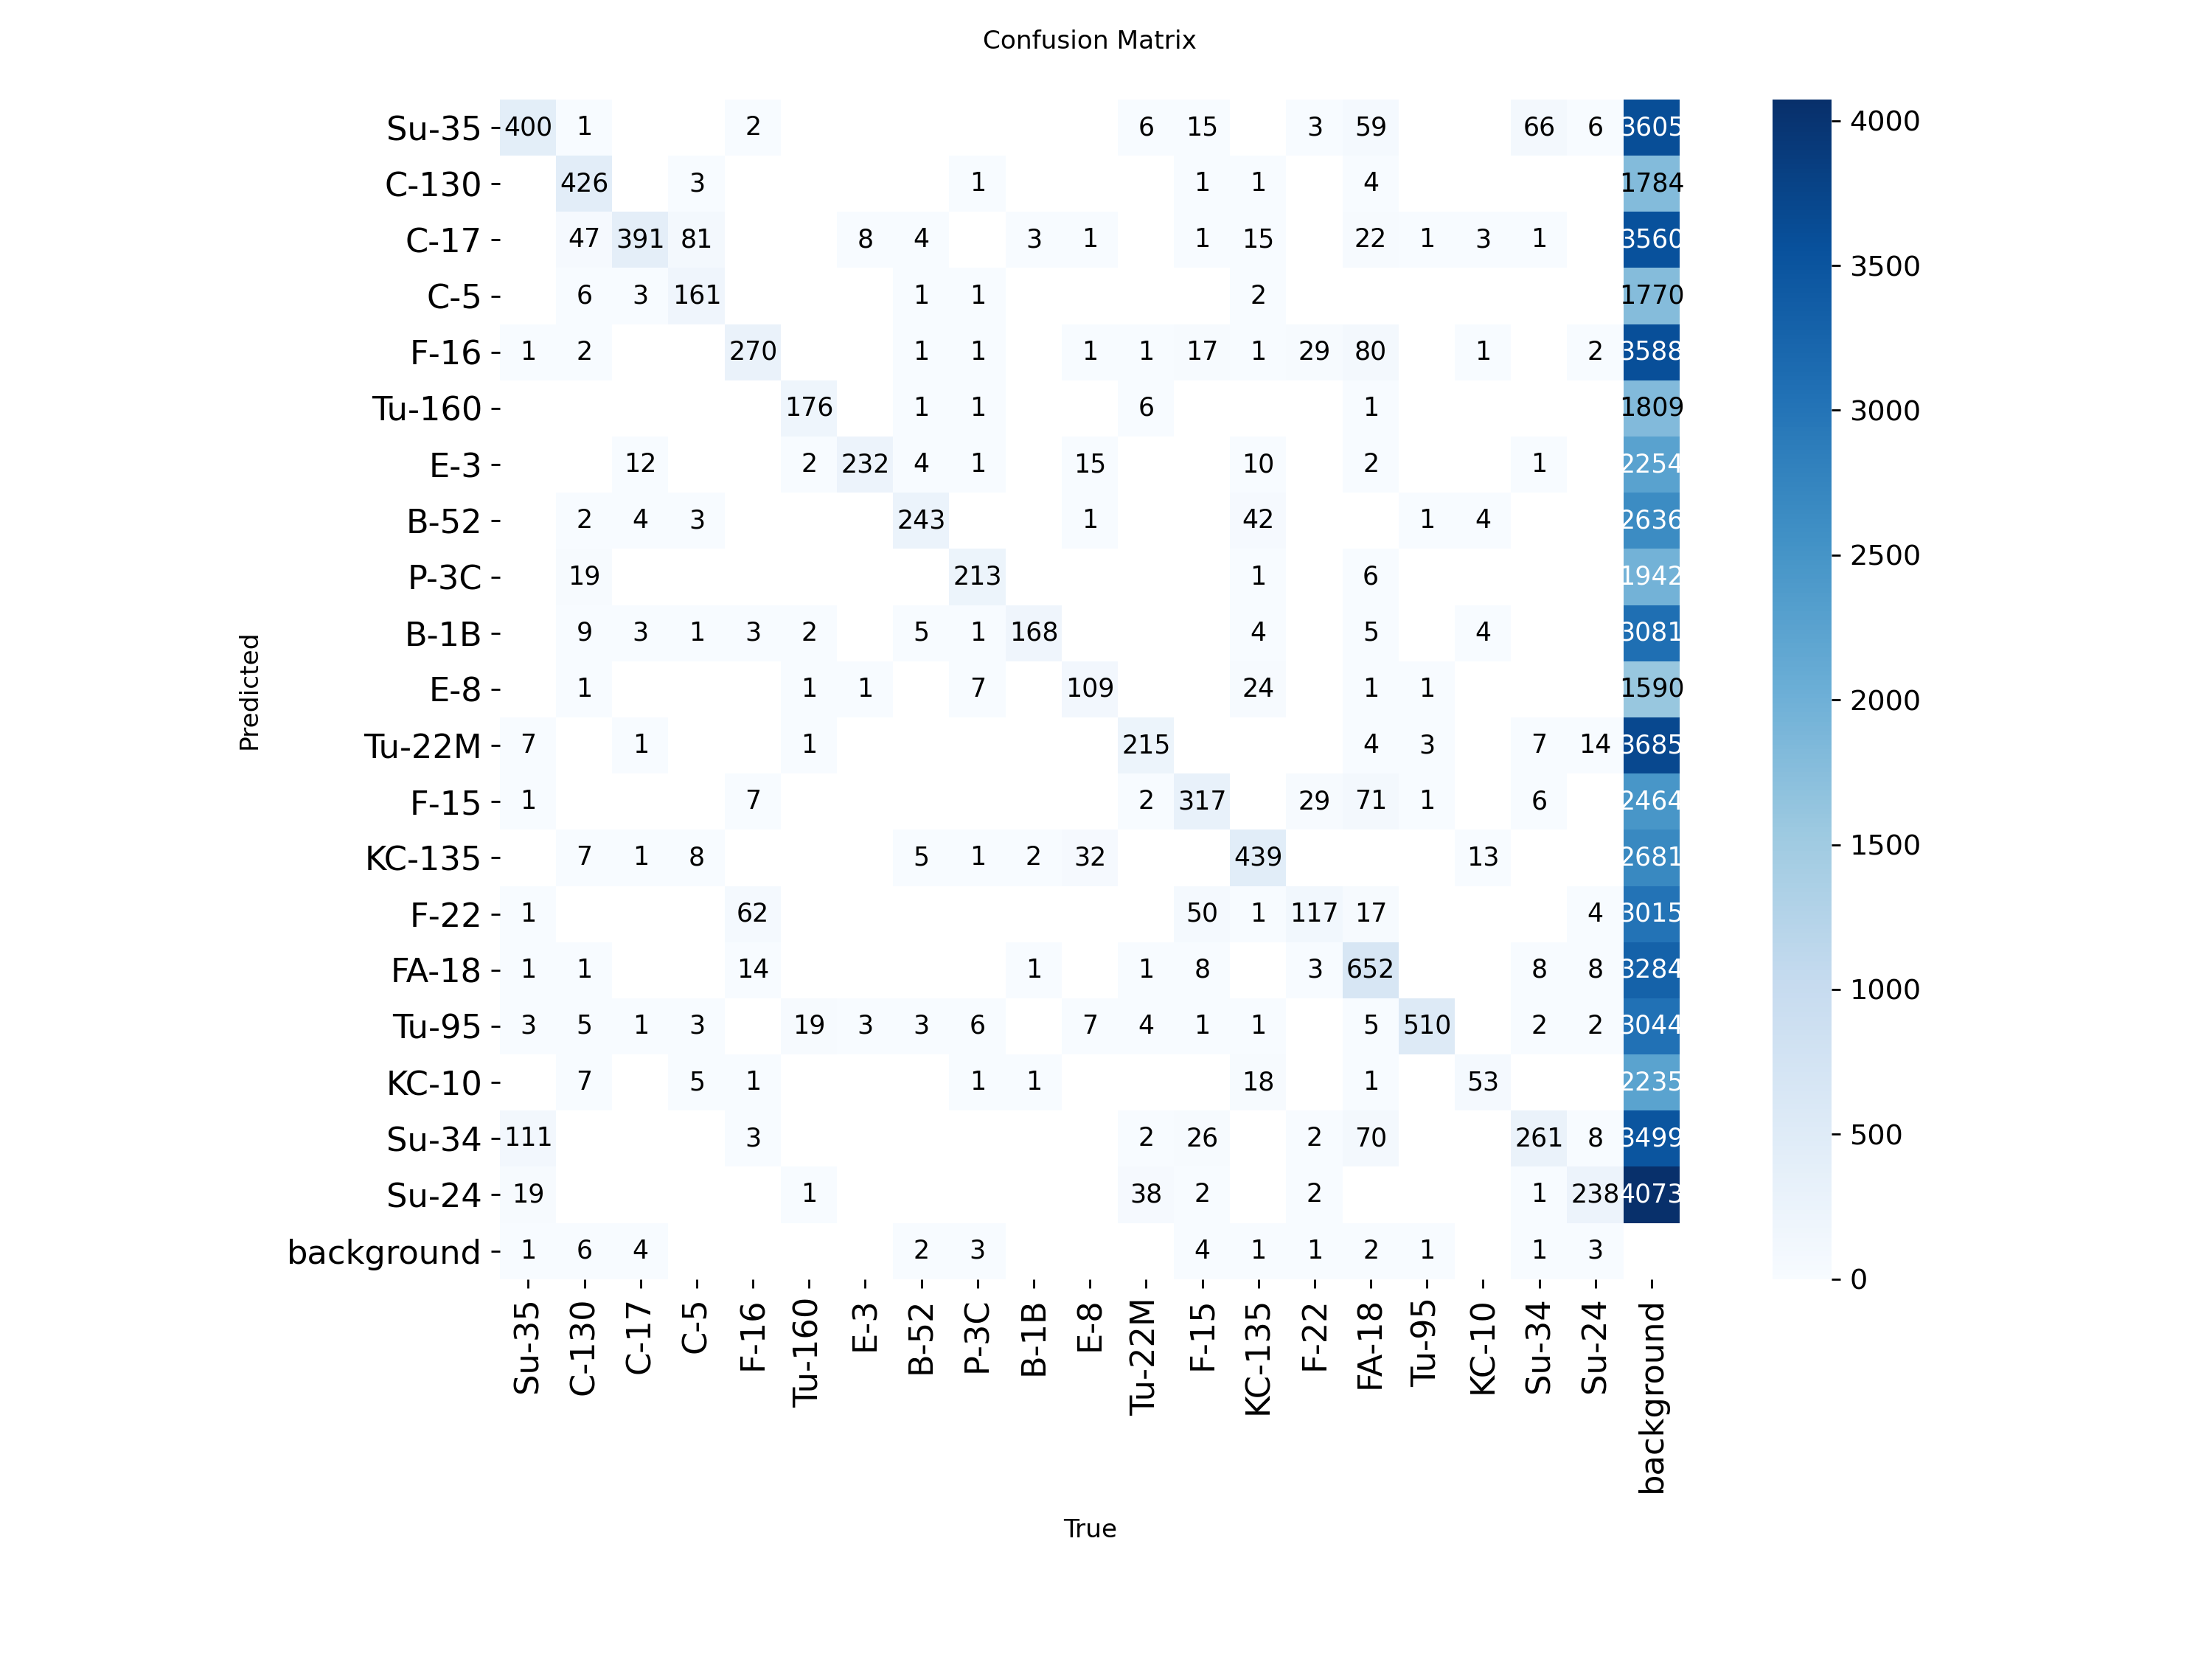 Confusion Matrix
Su-35 400 1 2 6 15 3 59 66 6 3605
C-130 426 3 1 1 1 4 1784
C-17 47 391 81 8 4 3 1 1 15 22 1 3 1 3560
C-5 6 3 161 1 1 2 1770
F-16 1 2 270 1 1 1 1 17 1 29 80 1 2 3588
Tu-160 176 1 1 6 1 1809
E-3 12 2 232 4 1 15 10 2 1 2254
B-52 2 4 3 243 1 42 1 4 2636
P-3C 19 213 1 6 1942
B-1B 9 3 1 3 2 5 1 168 4 5 4 3081
E-8 1 1 1 7 109 24 1 1 1590
Tu-22M 7 1 1 215 4 3 7 14 3685
F-15 1 7 2 317 29 71 1 6 2464
KC-135 7 1 8 5 1 2 32 439 13 2681
F-22 1 62 50 1 117 17 4 3015
FA-18 1 1 14 1 1 8 3 652 8 8 3284
Tu-95 3 5 1 3 19 3 3 6 7 4 1 1 5 510 2 2 3044
KC-10 7 5 1 1 1 18 1 53 2235
Su-34 111 3 2 26 2 70 261 8 3499
Su-24 19 1 38 2 2 1 238 4073
background 1 6 4 2 3 4 1 1 2 1 1 3
Su-35 C-130 C-17 C-5 F-16 Tu-160 E-3 B-52 P-3C B-1B E-8 Tu-22M F-15 KC-135 F-22 FA-18 Tu-95 KC-10 Su-34 Su-24 background
True
Predicted
4000
3500
3000
2500
2000
1500
1000
500
0